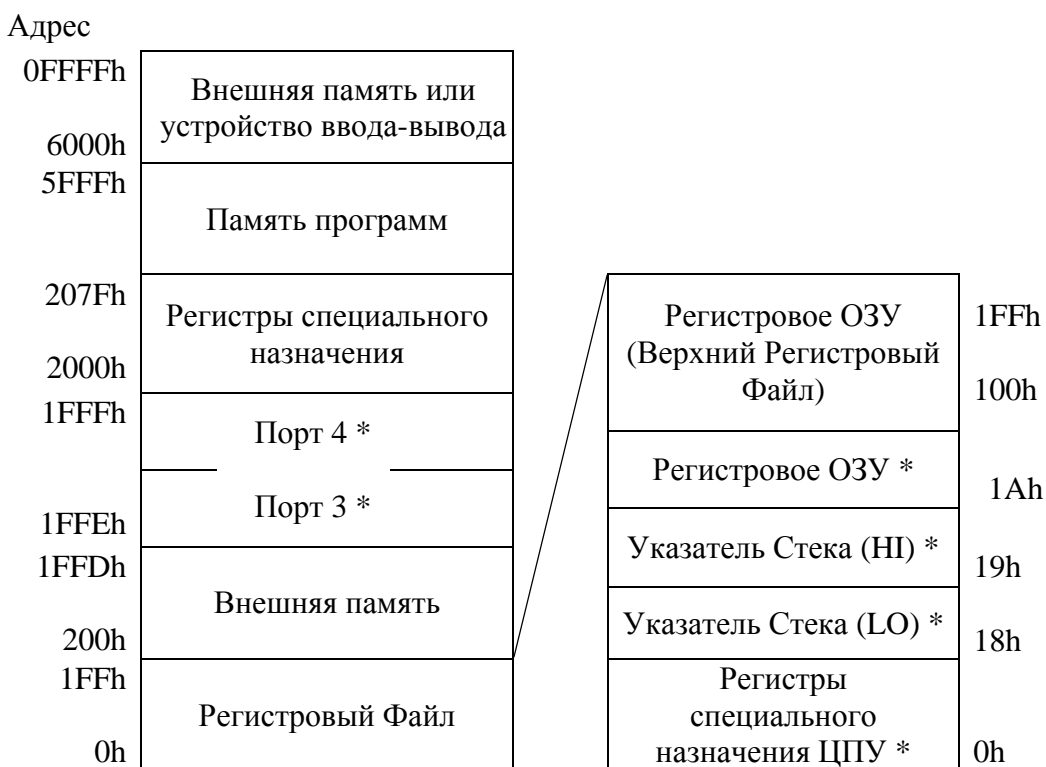 Адрес
0FFFFh
Внешняя память или
устройство ввода-вывода
6000h
5FFFh
Память программ
207Fh
Регистры специального
назначения
2000h
1FFFh
Порт 4 *
Порт 3 *
1FFEh
1FFDh
Внешняя память
200h
1FFh
Регистровый Файл
0h
Регистровое ОЗУ
(Верхний Регистровый
Файл)
1FFh
100h
Регистровое ОЗУ *
1Ah
Указатель Стека (HI) *
19h
Указатель Стека (LO) *
18h
Регистры
специального
назначения ЦПУ *
0h